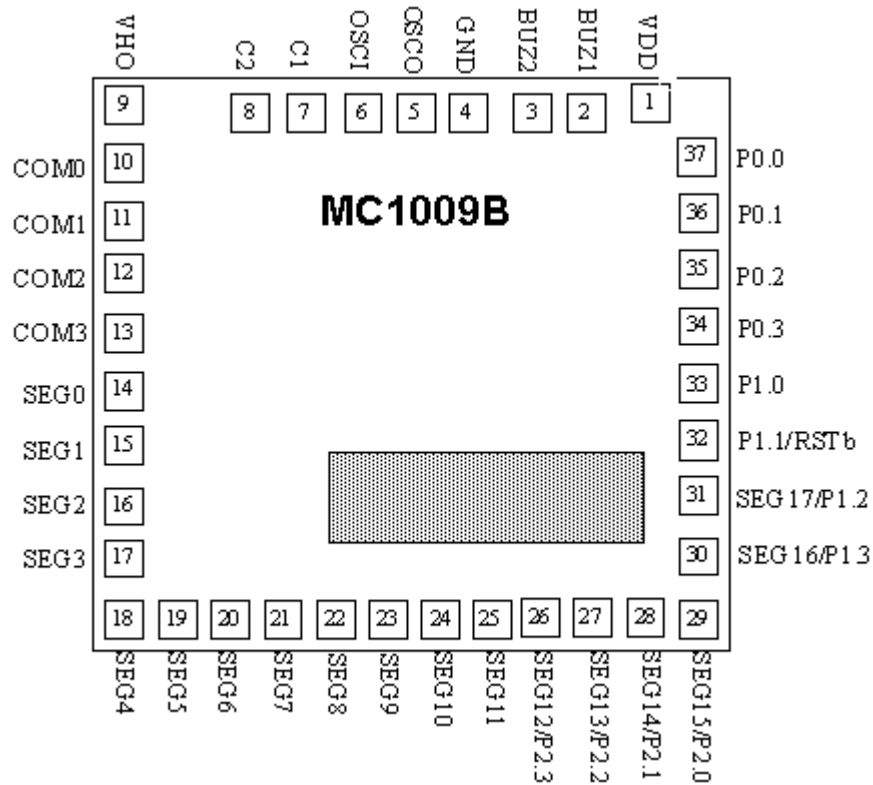 VHO C2 C1 OSCI OSCO GND BUZ2 BUZ1 VDD
9 8 7 6 5 4 3 2 1
COM0 10 37 P0.0
MC1009B
COM1 11 36 P0.1
COM2 12 35 P0.2
COM3 13 34 P0.3
SEG0 14 33 P1.0
SEG1 15 32 P1.1/RSTb
SEG2 16 31 SEG17/P1.2
SEG3 17 30 SEG16/P1.3
18 19 20 21 22 23 24 25 26 27 28 29
SEG4 SEG5 SEG6 SEG7 SEG8 SEG9 SEG10 SEG11 SEG12/P2.3 SEG13/P2.2 SEG14/P2.1 SEG15/P2.0